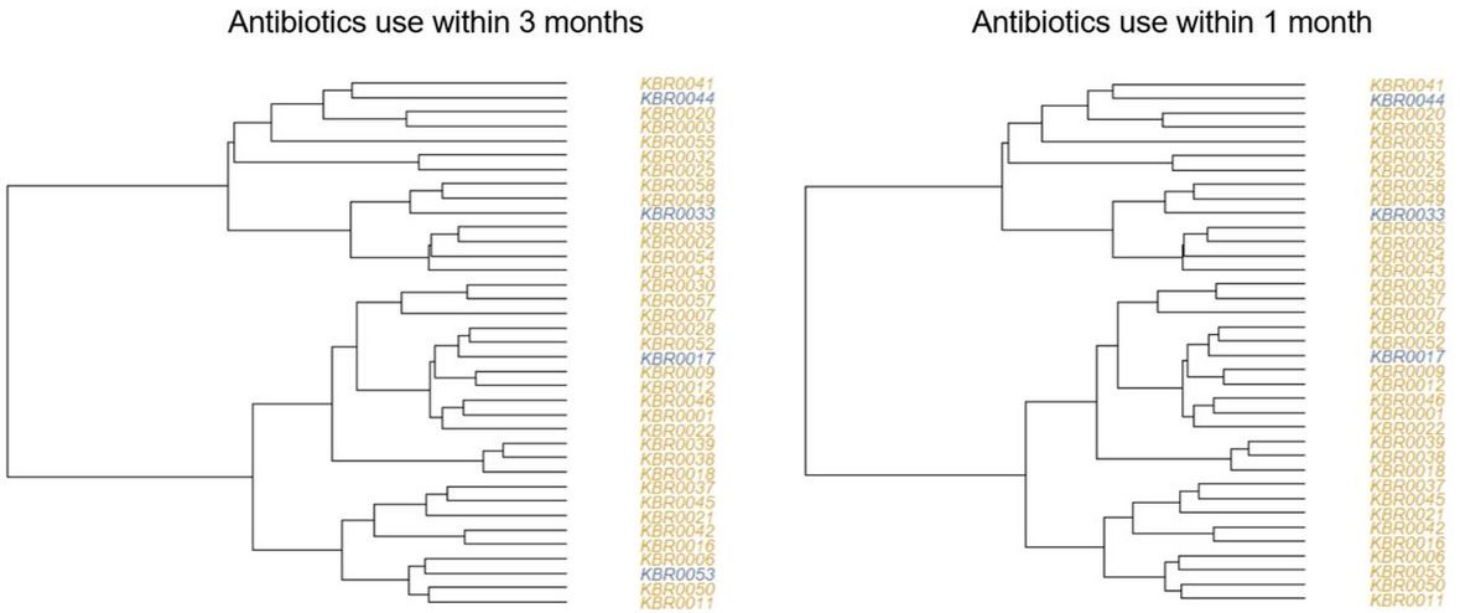 Antibiotics use within 3 months
KBR0041
KBR0044
KBR0020
KBR0003
KBR0055
KBR0032
KBR0025
KBR0058
KBR0049
KBR0033
KBR0035
KBR0002
KBR0054
KBR0043
KBR0030
KBR0057
KBR0007
KBR0028
KBR0052
KBR0017
KBR0009
KBR0012
KBR0046
KBR0001
KBR0022
KBR0039
KBR0038
KBR0018
KBR0037
KBR0045
KBR0021
KBR0042
KBR0016
KBR0006
KBR0053
KBR0050
KBR0011
Antibiotics use within 1 month
KBR0041
KBR0044
KBR0020
KBR0003
KBR0055
KBR0032
KBR0025
KBR0058
KBR0049
KBR0033
KBR0035
KBR0002
KBR0054
KBR0043
KBR0030
KBR0057
KBR0007
KBR0028
KBR0052
KBR0017
KBR0009
KBR0012
KBR0046
KBR0001
KBR0022
KBR0039
KBR0038
KBR0018
KBR0037
KBR0045
KBR0021
KBR0042
KBR0016
KBR0006
KBR0053
KBR0050
KBR0011